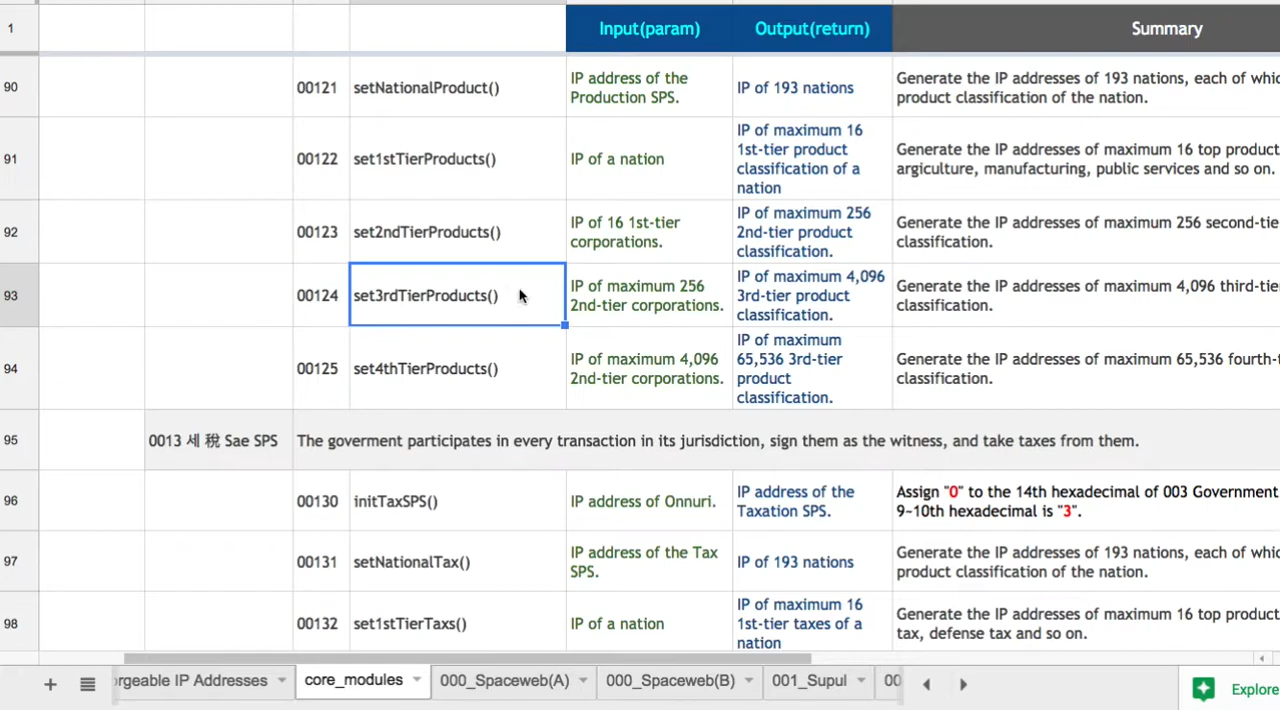 1
Input(param)
Output(return)
Summary
90
00121
setNationalProduct()
IP address of the
Production SPS.
IP of 193 nations
Generate the IP addresses of 193 nations, each of
product classification of the nation.
91
00122
set1stTierProducts()
IP of a nation
IP of maximum 16
1st-tier product
classification of a
nation
Generate the IP addresses of maximum 16 top product
argiculture, manufacturing, public services and so on.
92
00123
set2ndTierProducts()
IP of 16 1st-tier
corporations.
IP of maximum 256
2nd-tier product
classification.
Generate the IP addresses of maximum 256 second-tie
classification.
93
00124
set3rdTierProducts()
IP of maximum 256
2nd-tier corporations.
IP of maximum 4,096
3rd-tier product
classification.
Generate the IP addresses of maximum 4,096 third-tie
classification.
94
00125
set4thTierProducts()
IP of maximum 4,096
2nd-tier corporations.
IP of maximum
65,536 3rd-tier
product
classification.
Generate the IP addresses of maximum 65,536 fourth-t
classification.
95
0013 세 稅 Sae SPS
The goverment participates in every transaction in its jurisdiction, sign them as the witness, and take taxes from them.
96
00130
initTaxSPS()
IP address of Onnuri.
IP address of the
Taxation SPS.
Assign "0" to the 14th hexadecimal of 003 Government
9~10th hexadecimal is "3".
97
00131
setNationalTax()
IP address of the Tax
SPS.
IP of 193 nations
Generate the IP addresses of 193 nations, each of
product classification of the nation.
98
00132
set1stTierTaxs()
IP of a nation
IP of maximum 16
1st-tier taxes of a
nation
Generate the IP addresses of maximum 16 top product
tax, defense tax and so on.
+
orgeable IP Addresses
core_modules
000_Spaceweb(A)
000_Spaceweb(B)
001_Supul
00
Explore